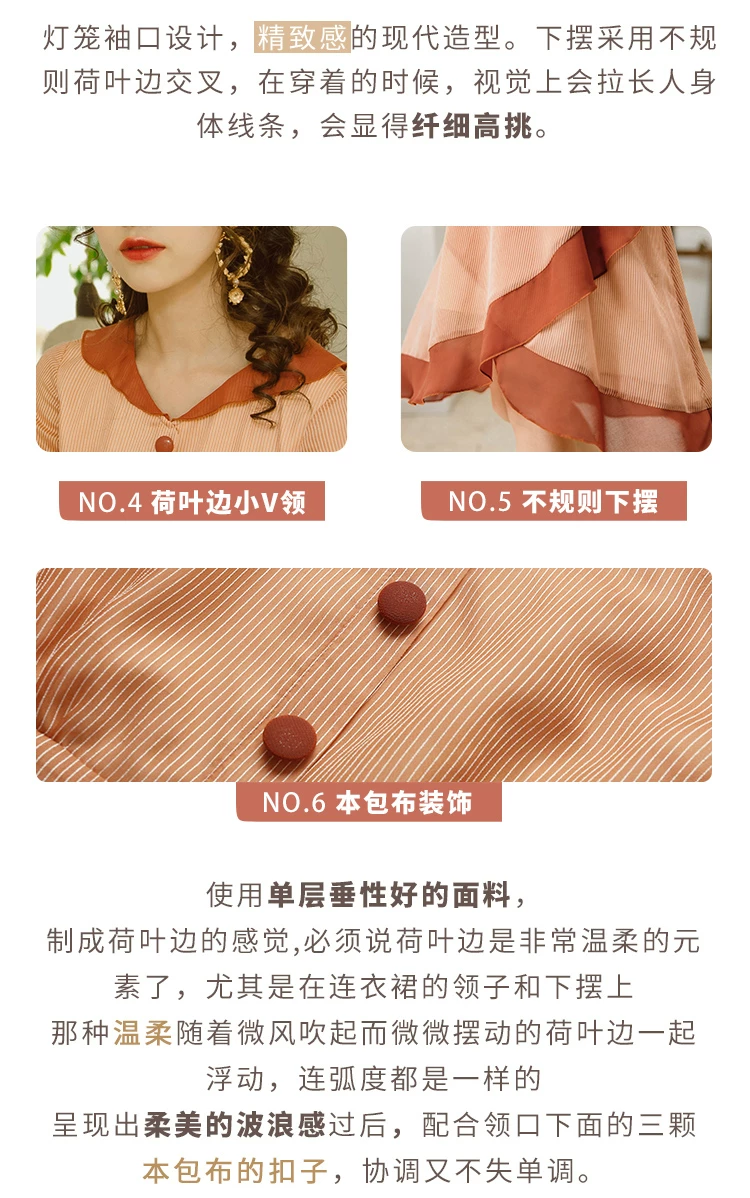 灯笼袖口设计，精致感的现代造型。下摆采用不规
则荷叶边交叉，在穿着的时候，视觉上会拉长人身
体线条，会显得纤细高挑。
NO.4 荷叶边小V领
NO.5 不规则下摆
NO.6 本包布装饰
使用单层垂性好的面料，
制成荷叶边的感觉,必须说荷叶边是非常温柔的元
素了，尤其是在连衣裙的领子和下摆上
那种温柔随着微风吹起而微微摆动的荷叶边一起
浮动，连弧度都是一样的
呈现出柔美的波浪感过后，配合领口下面的三颗
本包布的扣子，协调又不失单调。